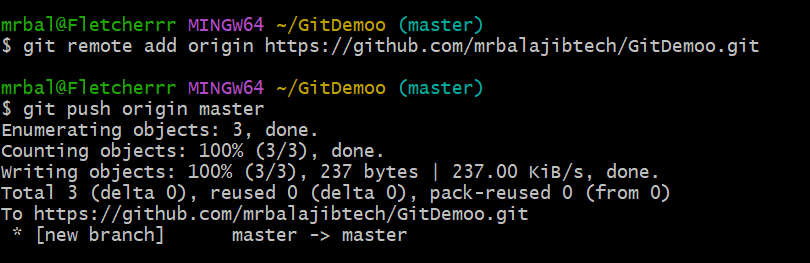 mrbal@Fletcherrr MINGW64 ~/GitDemoo (master)
$ git remote add origin https://github.com/mrbalajibtech/GitDemoo.git
mrbal@Fletcherrr MINGW64 ~/GitDemoo (master)
$ git push origin master
Enumerating objects: 3, done.
Counting objects: 100% (3/3), done.
Writing objects: 100% (3/3), 237 bytes | 237.00 KiB/s, done.
Total 3 (delta 0), reused 0 (delta 0), pack-reused 0 (from 0)
To https://github.com/mrbalajibtech/GitDemoo.git
 * [new branch]      master -> master